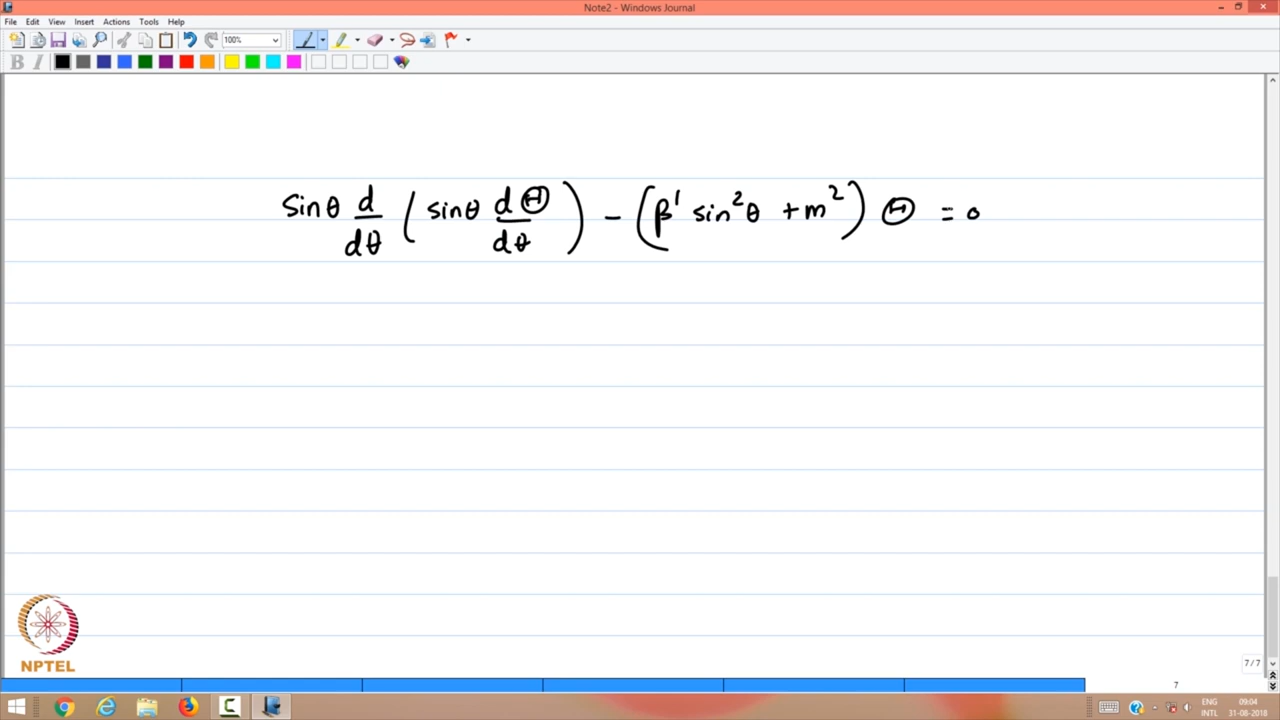 Note2 - Windows Journal
File Edit View Insert Actions Tools Help
100%
B I
sinθ d/dθ ( sinθ dΘ/dθ ) - ( β' sin²θ + m² ) Θ = 0
NPTEL
7/7
7
ENG 09:04
INTL 31-08-2018